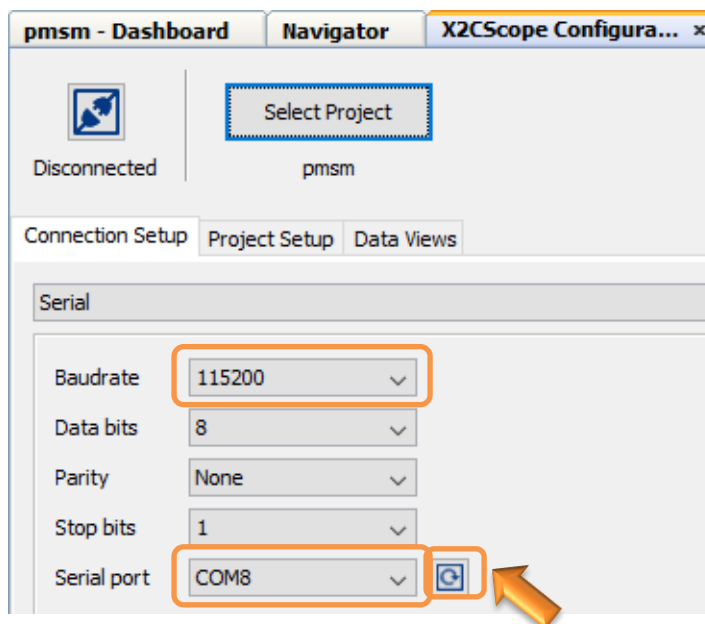 pmsm - Dashboard Navigator X2CScope Configura... ×
Select Project
Disconnected pmsm
Connection Setup Project Setup Data Views
Serial
Baudrate 115200
Data bits 8
Parity None
Stop bits 1
Serial port COM8